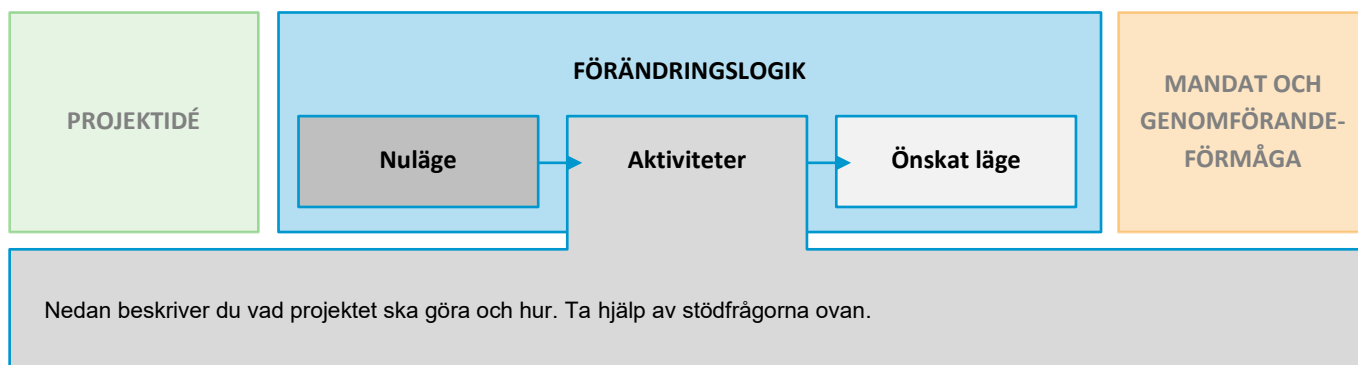 PROJEKTIDÉ
FÖRÄNDRINGSLOGIK
Nuläge
Aktiviteter
Önskat läge
MANDAT OCH
GENOMFÖRANDE-
FÖRMÅGA
Nedan beskriver du vad projektet ska göra och hur. Ta hjälp av stödfrågorna ovan.